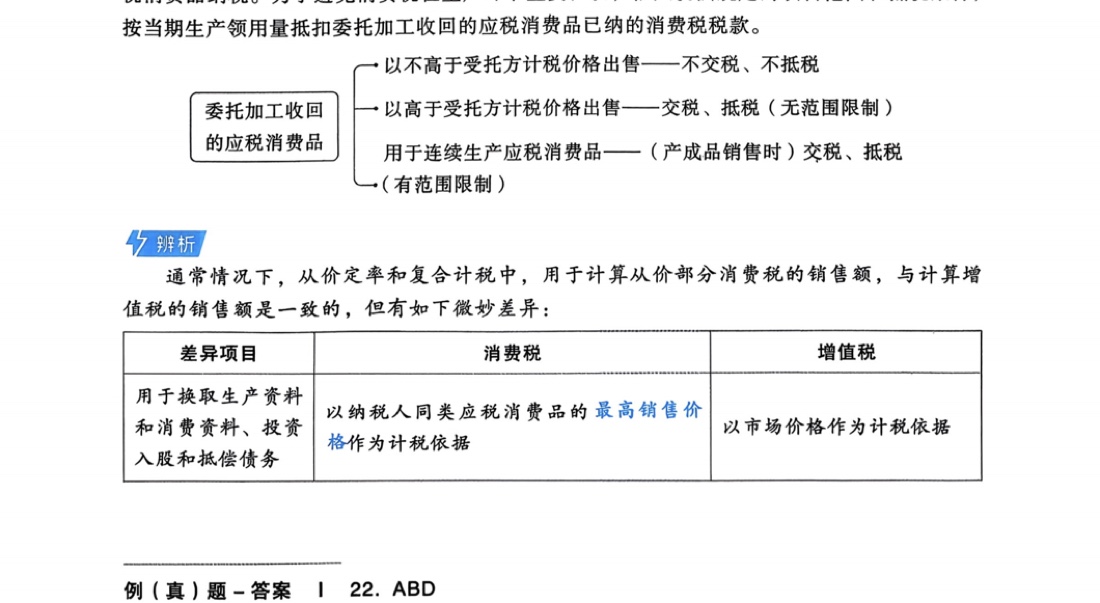 按当期生产领用量抵扣委托加工收回的应税消费品已纳的消费税税款。
委托加工收回
的应税消费品
以不高于受托方计税价格出售——不交税、不抵税
以高于受托方计税价格出售——交税、抵税（无范围限制）
用于连续生产应税消费品——（产成品销售时）交税、抵税
（有范围限制）
辨析
通常情况下，从价定率和复合计税中，用于计算从价部分消费税的销售额，与计算增
值税的销售额是一致的，但有如下微妙差异：
差异项目 消费税 增值税
用于换取生产资料
和消费资料、投资
入股和抵偿债务
以纳税人同类应税消费品的最高销售价
格作为计税依据
以市场价格作为计税依据
例（真）题－答案 | 22. ABD